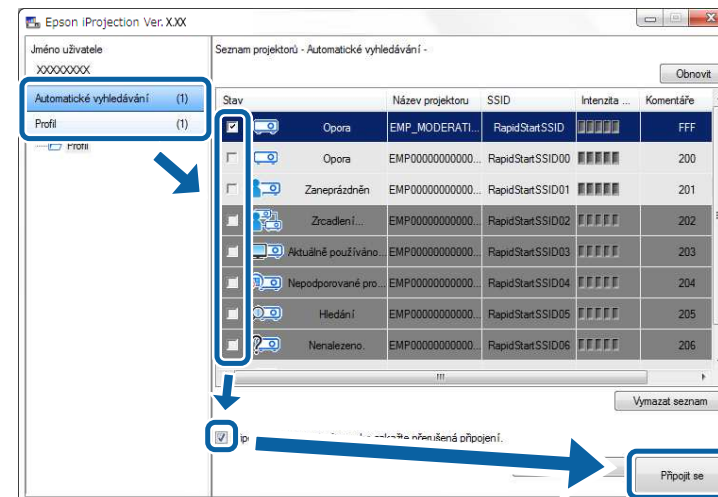 Epson iProjection Ver. X.XX
Jméno uživatele
XXXXXXXX
Automatické vyhledávání (1)
Profil (1)
Profil
Seznam projektorů - Automatické vyhledávání -
Obnovit
Stav Název projektoru SSID Intenzita ... Komentáře
Opora EMP_MODERATI... RapidStartSSID FFF
Opora EMP00000000000... RapidStartSSID00 200
Zaneprázdněn EMP00000000000... RapidStartSSID01 201
Zrcadlení... EMP00000000000... RapidStartSSID02 202
Aktuálně používáno... EMP00000000000... RapidStartSSID03 203
Nepodporované pro... EMP00000000000... RapidStartSSID04 204
Hledání EMP00000000000... RapidStartSSID05 205
Nenalezeno. EMP00000000000... RapidStartSSID06 206
Vymazat seznam
přerušená připojení.
Připojit se